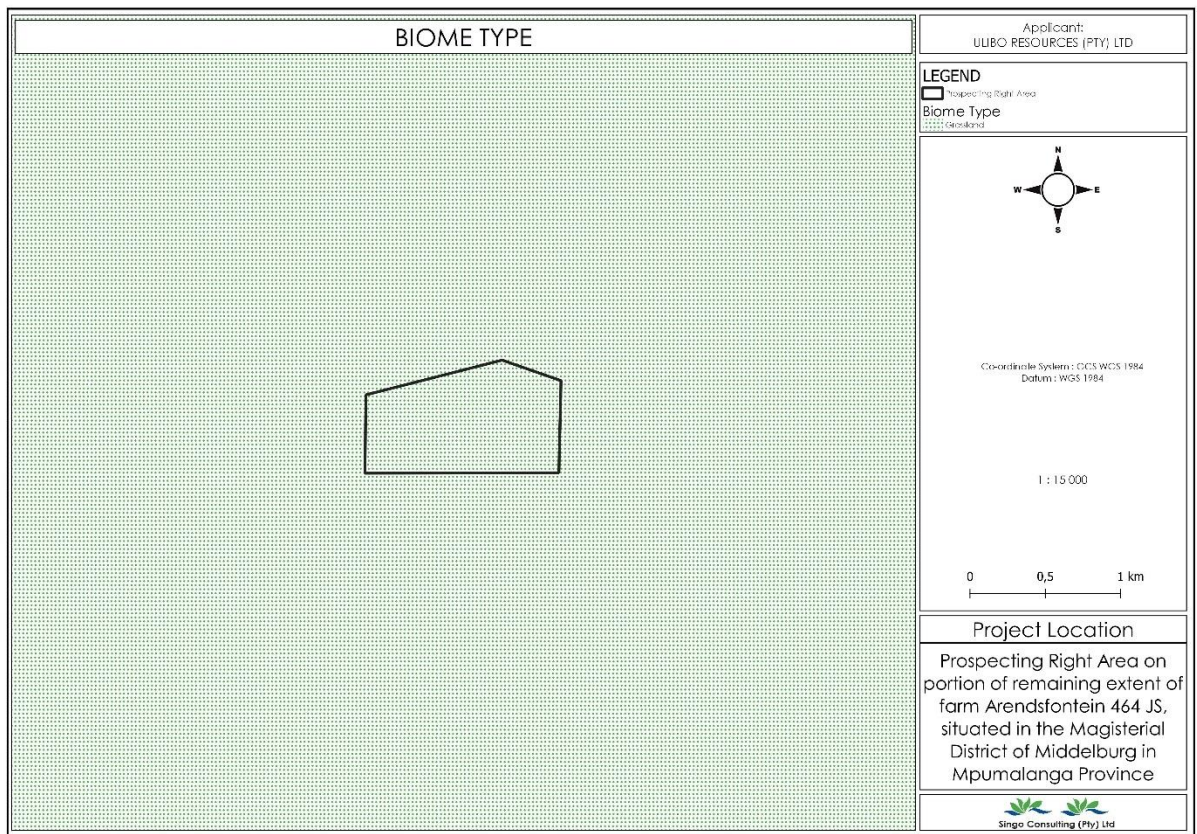 BIOME TYPE
Applicant:
ULIBO RESOURCES (PTY) LTD
LEGEND
Prospecting Right Area
Biome Type
Grassland
N
W E
S
Co-ordinate System : GCS WGS 1984
Datum : WGS 1984
1 : 15 000
0 0,5 1 km
Project Location
Prospecting Right Area on
portion of remaining extent of
farm Arendsfontein 464 JS,
situated in the Magisterial
District of Middelburg in
Mpumalanga Province
Singo Consulting (Pty) Ltd